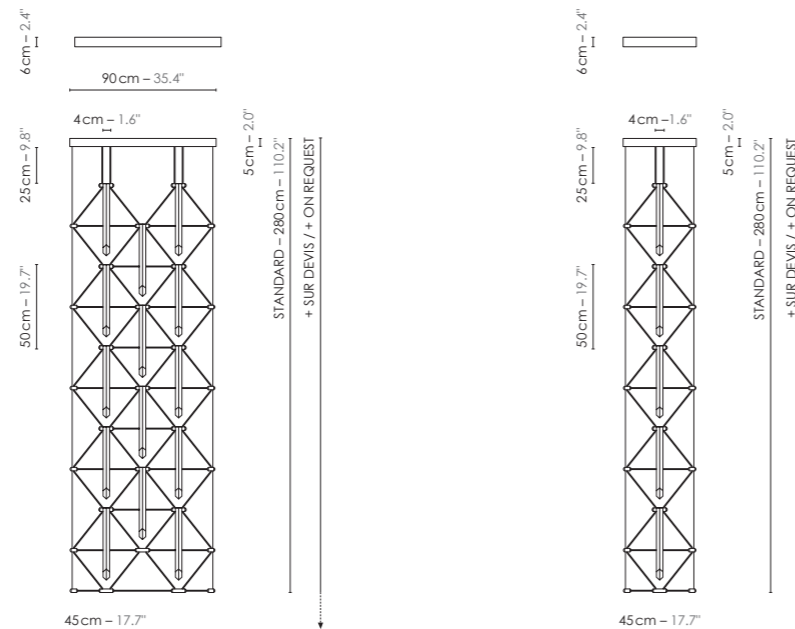 6cm – 2.4"
90cm – 35.4"
4cm – 1.6"
25cm – 9.8"
50cm – 19.7"
5cm – 2.0"
STANDARD – 280cm – 110.2"
+ SUR DEVIS / + ON REQUEST
45cm – 17.7"
6cm – 2.4"
4cm –1.6"
25cm – 9.8"
50cm – 19.7"
5cm – 2.0"
STANDARD – 280cm – 110.2"
+ SUR DEVIS / + ON REQUEST
45cm – 17.7"